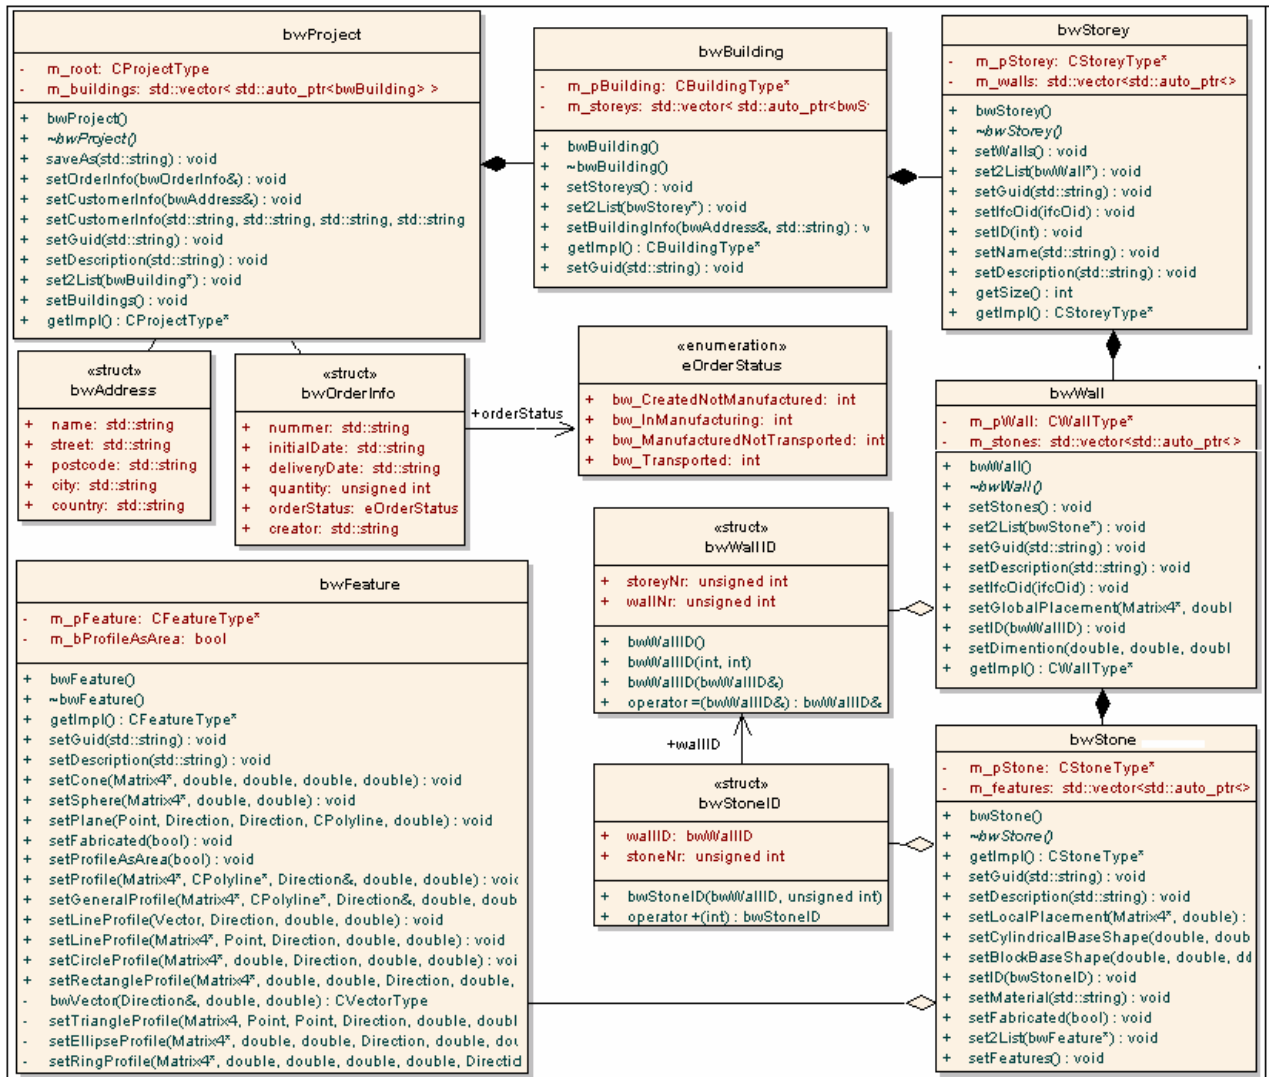 bwProject
- m_root: CProjectType
- m_buildings: std::vector< std::auto_ptr<bwBuilding> >
+ bwProject()
+ ~bwProject()
+ saveAs(std::string) : void
+ setOrderInfo(bwOrderInfo&) : void
+ setCustomerInfo(bwAddress&) : void
+ setCustomerInfo(std::string, std::string, std::string, std::string
+ setGuid(std::string) : void
+ setDescription(std::string) : void
+ set2List(bwBuilding*) : void
+ setBuildings() : void
+ getImpl() : CProjectType*
bwBuilding
- m_pBuilding: CBuildingType*
- m_storeys: std::vector< std::auto_ptr<bwS
+ bwBuilding()
+ ~bwBuilding()
+ setStoreys() : void
+ set2List(bwStorey*) : void
+ setBuildingInfo(bwAddress&, std::string) : v
+ getImpl() : CBuildingType*
+ setGuid(std::string) : void
bwStorey
- m_pStorey: CStoreyType*
- m_walls: std::vector<std::auto_ptr<>
+ bwStorey()
+ ~bwStorey()
+ setWalls() : void
+ set2List(bwWall*) : void
+ setGuid(std::string) : void
+ setIfcOid(ifcOid) : void
+ setID(int) : void
+ setName(std::string) : void
+ setDescription(std::string) : void
+ getSize() : int
+ getImpl() : CStoreyType*
«struct»
bwAddress
+ name: std::string
+ street: std::string
+ postcode: std::string
+ city: std::string
+ country: std::string
«struct»
bwOrderInfo
+ nummer: std::string
+ initialDate: std::string
+ deliveryDate: std::string
+ quantity: unsigned int
+ orderStatus: eOrderStatus
+ creator: std::string
+orderStatus
«enumeration»
eOrderStatus
+ bw_CreatedNotManufactured: int
+ bw_InManufacturing: int
+ bw_ManufacturedNotTransported: int
+ bw_Transported: int
bwWall
- m_pWall: CWallType*
- m_stones: std::vector<std::auto_ptr<>
+ bwWall()
+ ~bwWall()
+ setStones() : void
+ set2List(bwStone*) : void
+ setGuid(std::string) : void
+ setDescription(std::string) : void
+ setIfcOid(ifcOid) : void
+ setGlobalPlacement(Matrix4*, doubl
+ setID(bwWallID) : void
+ setDimention(double, double, doubl
+ getImpl() : CWallType*
«struct»
bwWallID
+ storeyNr: unsigned int
+ wallNr: unsigned int
+ bwWallID()
+ bwWallID(int, int)
+ bwWallID(bwWallID&)
+ operator =(bwWallID&) : bwWallID&
+wallID
«struct»
bwStoneID
+ wallID: bwWallID
+ stoneNr: unsigned int
+ bwStoneID(bwWallID, unsigned int)
+ operator +(int) : bwStoneID
bwFeature
- m_pFeature: CFeatureType*
- m_bProfileAsArea: bool
+ bwFeature()
+ ~bwFeature()
+ getImpl() : CFeatureType*
+ setGuid(std::string) : void
+ setDescription(std::string) : void
+ setCone(Matrix4*, double, double, double, double) : void
+ setSphere(Matrix4*, double, double) : void
+ setPlane(Point, Direction, Direction, CPolyline, double) : void
+ setFabricated(bool) : void
+ setProfileAsArea(bool) : void
+ setProfile(Matrix4*, CPolyline*, Direction&, double, double) : voi
+ setGeneralProfile(Matrix4*, CPolyline*, Direction&, double, doub
+ setLineProfile(Vector, Direction, double, double) : void
+ setLineProfile(Matrix4*, Point, Direction, double, double) : void
+ setCircleProfile(Matrix4*, double, Direction, double, double) : voi
+ setRectangleProfile(Matrix4*, double, double, Direction, double,
- bwVector(Direction&, double, double) : CVectorType
- setTriangleProfile(Matrix4, Point, Point, Direction, double, doubl
- setEllipseProfile(Matrix4*, double, double, Direction, double, dou
- setRingProfile(Matrix4*, double, double, double, double, Directio
bwStone
- m_pStone: CStoneType*
- m_features: std::vector<std::auto_ptr<>
+ bwStone()
+ ~bwStone()
+ getImpl() : CStoneType*
+ setGuid(std::string) : void
+ setDescription(std::string) : void
+ setLocalPlacement(Matrix4*, double) :
+ setCylindricalBaseShape(double, doub
+ setBlockBaseShape(double, double, do
+ setID(bwStoneID) : void
+ setMaterial(std::string) : void
+ setFabricated(bool) : void
+ set2List(bwFeature*) : void
+ setFeatures() : void